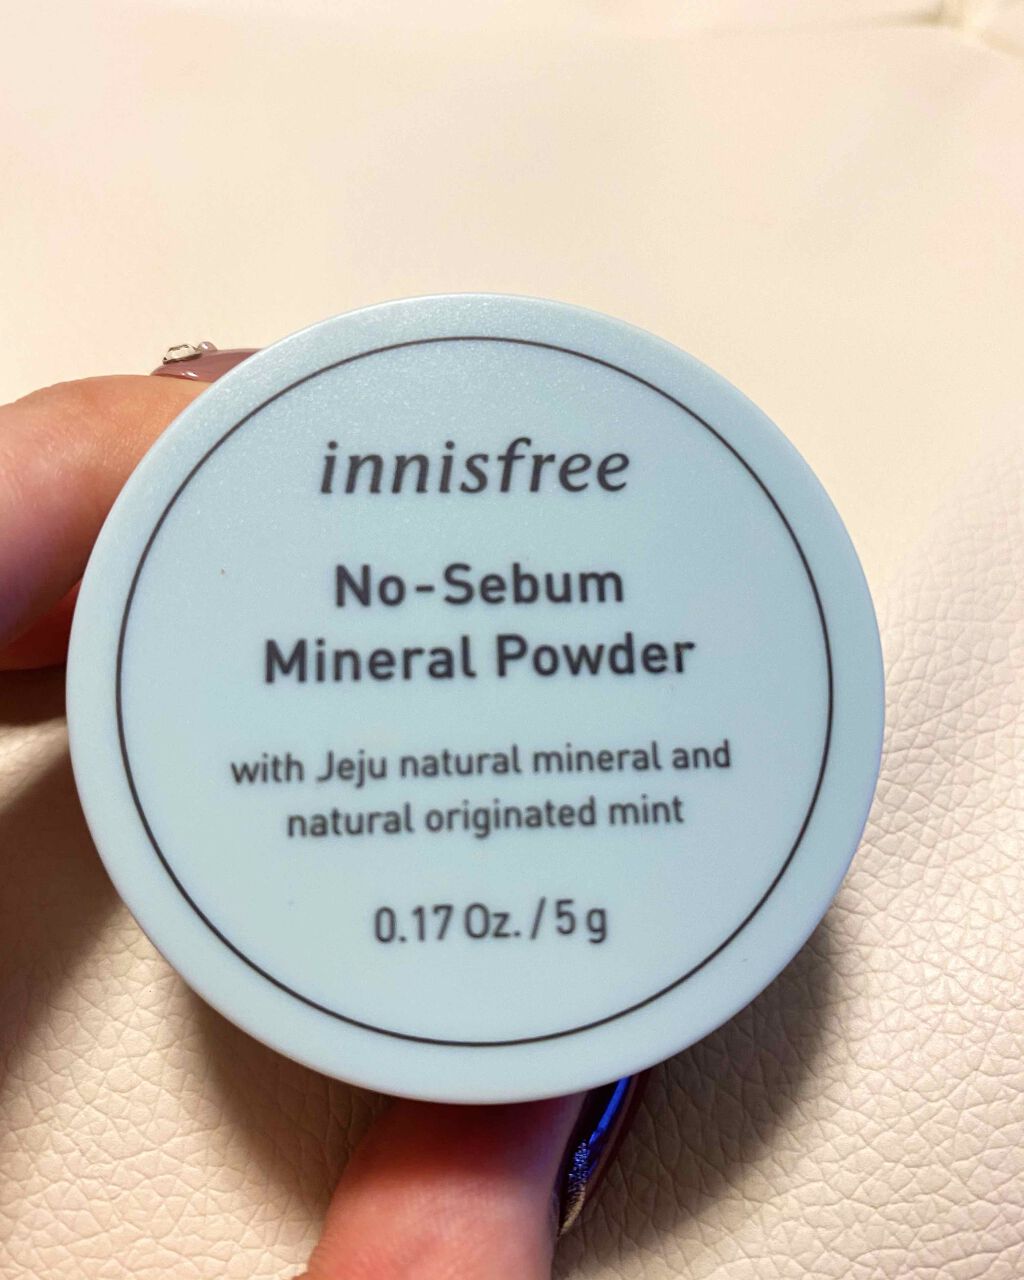 innisfree
No-Sebum
Mineral Powder
with Jeju natural mineral and
natural originated mint
0.17 Oz. / 5 g